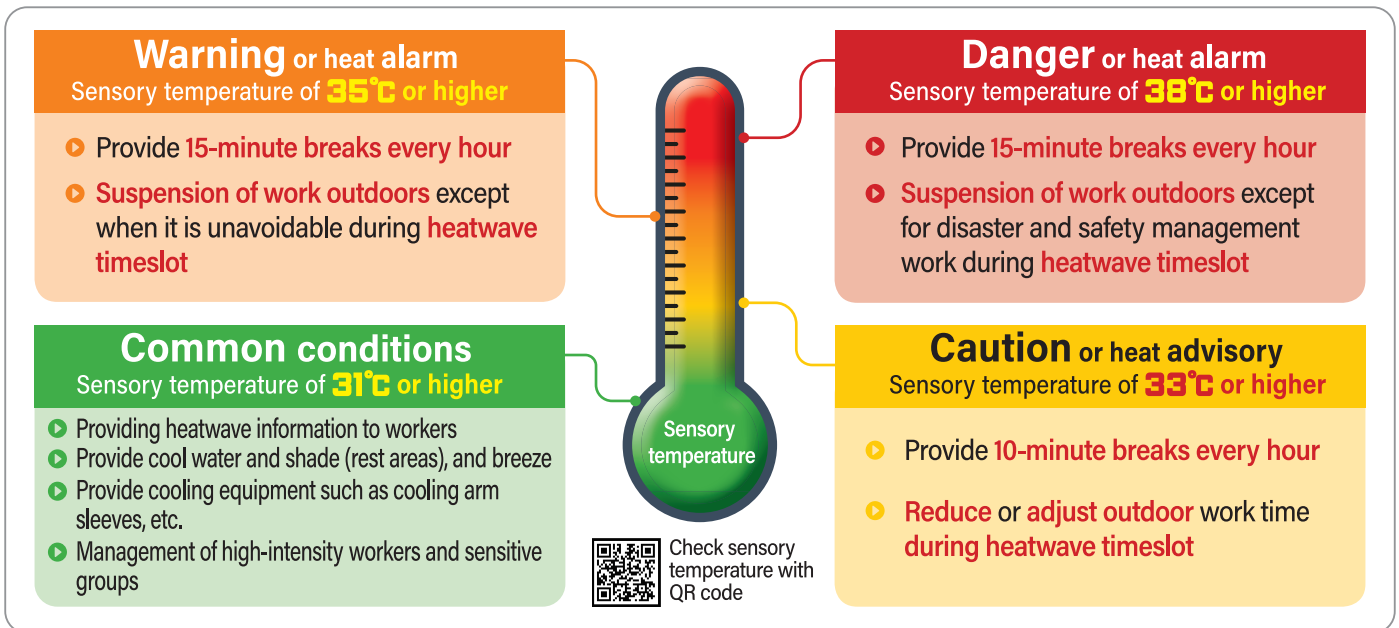 Warning or heat alarm
Sensory temperature of 35℃ or higher
Provide 15-minute breaks every hour
Suspension of work outdoors except
when it is unavoidable during heatwave
timeslot
Danger or heat alarm
Sensory temperature of 38℃ or higher
Provide 15-minute breaks every hour
Suspension of work outdoors except
for disaster and safety management
work during heatwave timeslot
Common conditions
Sensory temperature of 31℃ or higher
Providing heatwave information to workers
Provide cool water and shade (rest areas), and breeze
Provide cooling equipment such as cooling arm
sleeves, etc.
Management of high-intensity workers and sensitive
groups
Sensory
temperature
Check sensory
temperature with
QR code
Caution or heat advisory
Sensory temperature of 33℃ or higher
Provide 10-minute breaks every hour
Reduce or adjust outdoor work time
during heatwave timeslot